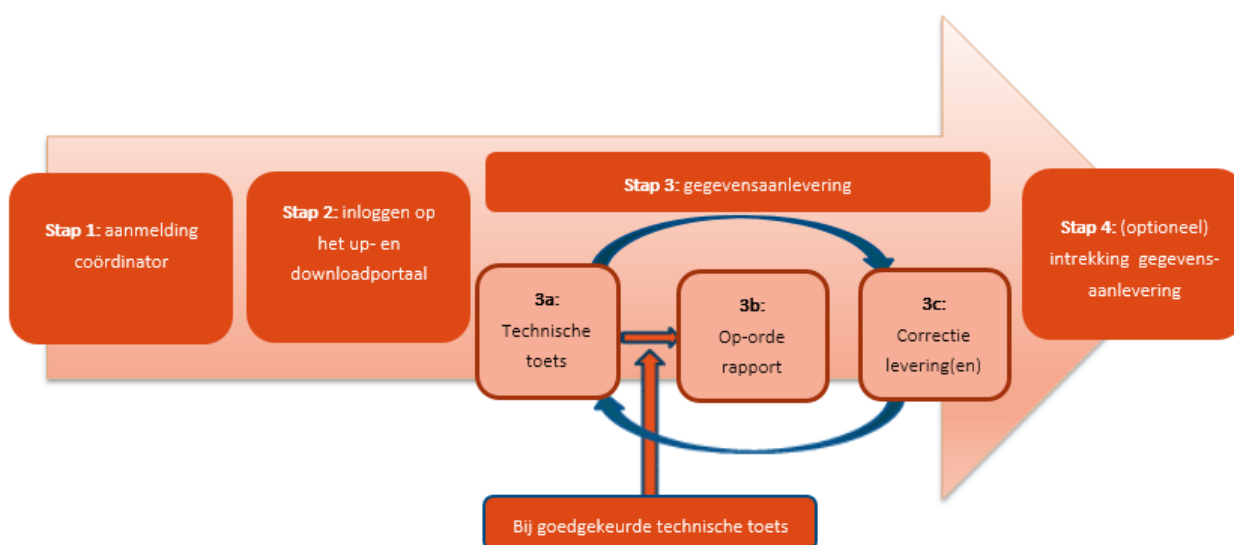 Stap 1: aanmelding
coördinator
Stap 2: inloggen op
het up- en
downloadportaal
Stap 3: gegevensaanlevering
3a:
Technische
toets
3b:
Op-orde
rapport
3c:
Correctie
levering(en)
Stap 4: (optioneel)
intrekking gegevens-
aanlevering
Bij goedgekeurde technische toets